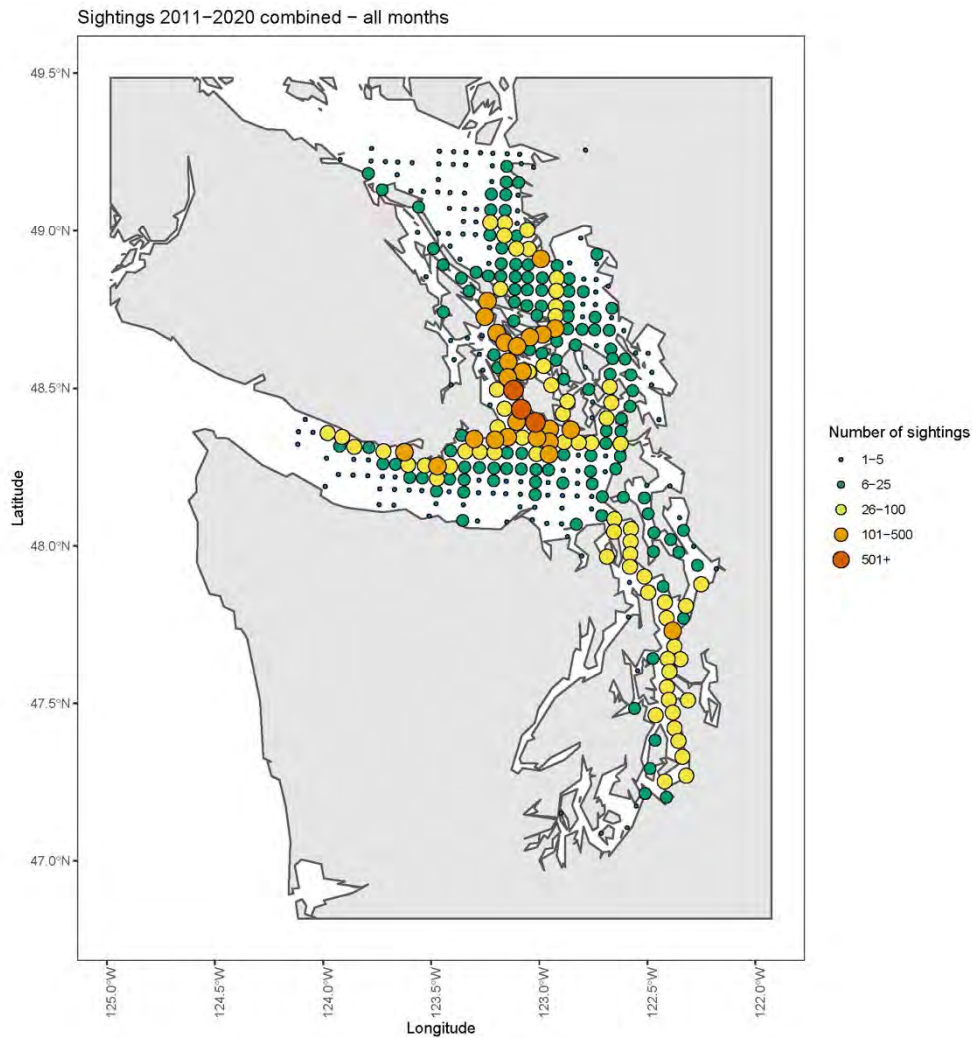 Sightings 2011−2020 combined − all months
49.5°N
49.0°N
48.5°N
48.0°N
47.5°N
47.0°N
Latitude
125.0°W
124.5°W
124.0°W
123.5°W
123.0°W
122.5°W
122.0°W
Longitude
Number of sightings
1−5
6−25
26−100
101−500
501+